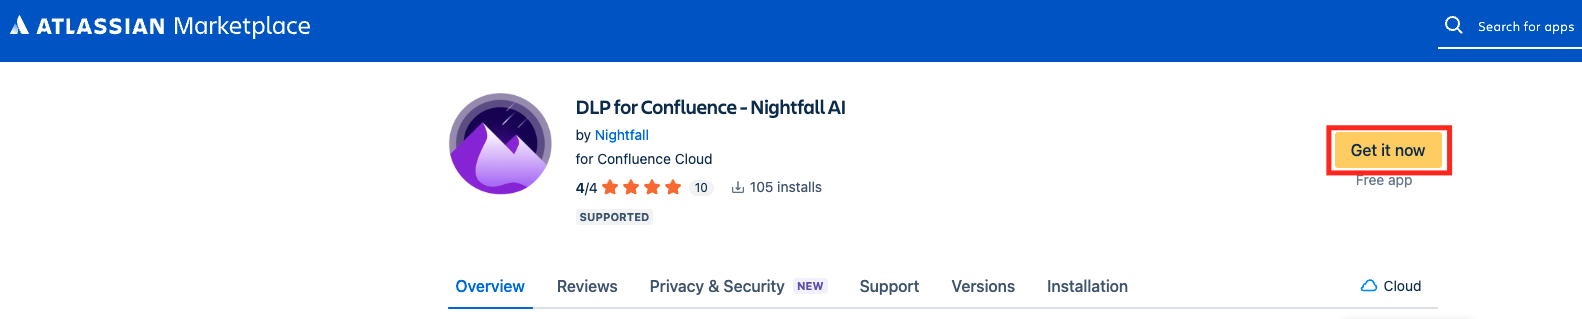 ATLASSIAN Marketplace
Search for apps
DLP for Confluence - Nightfall AI
by Nightfall
for Confluence Cloud
4/4 10 105 installs
SUPPORTED
Get it now
Free app
Overview Reviews Privacy & Security NEW Support Versions Installation Cloud